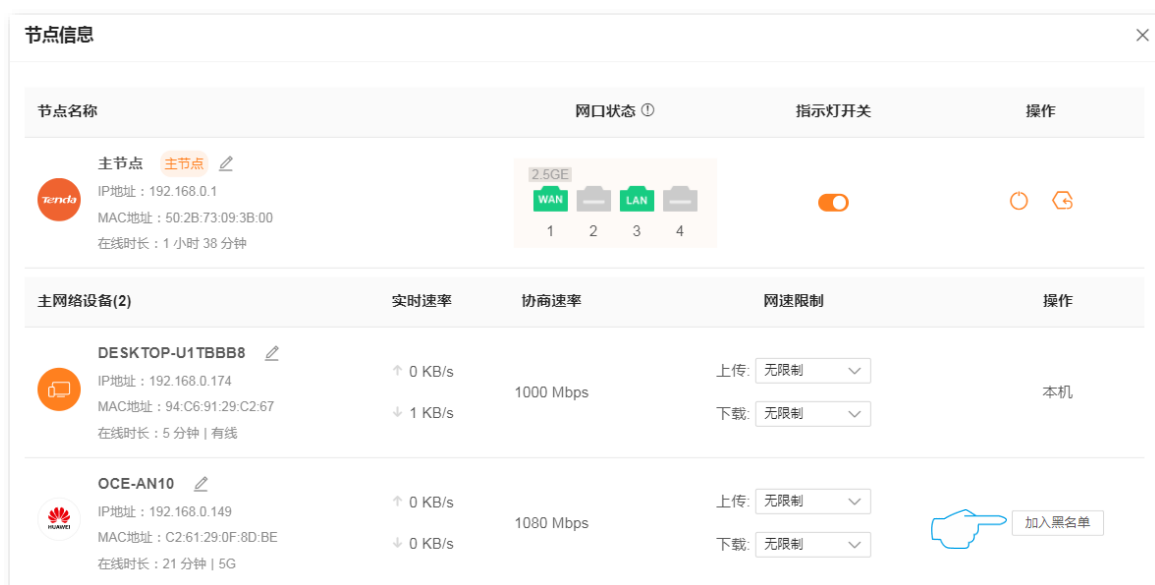 节点信息
节点名称 网口状态 指示灯开关 操作
主节点 主节点
Tenda
IP地址：192.168.0.1
MAC地址：50:2B:73:09:3B:00
在线时长：1 小时 38 分钟
2.5GE
WAN LAN
1 2 3 4
主网络设备(2) 实时速率 协商速率 网速限制 操作
DESKTOP-U1TBBB8
IP地址：192.168.0.174
MAC地址：94:C6:91:29:C2:67
在线时长：5 分钟 | 有线
↑ 0 KB/s
↓ 1 KB/s
1000 Mbps
上传: 无限制
下载: 无限制
本机
OCE-AN10
HUAWEI
IP地址：192.168.0.149
MAC地址：C2:61:29:0F:8D:BE
在线时长：21 分钟 | 5G
↑ 0 KB/s
↓ 0 KB/s
1080 Mbps
上传: 无限制
下载: 无限制
加入黑名单